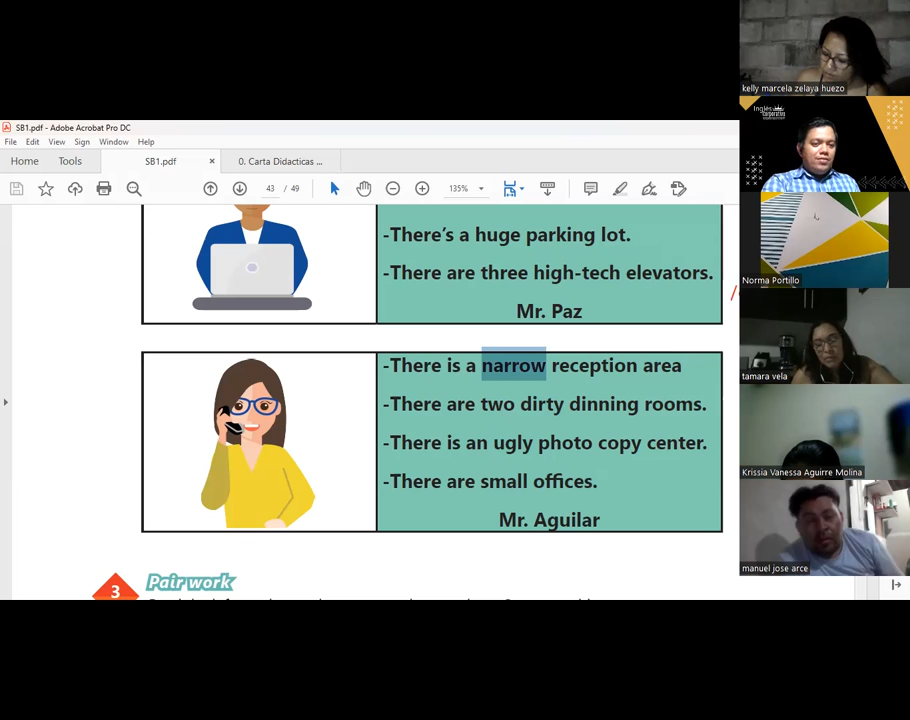 SB1.pdf - Adobe Acrobat Pro DC
File Edit View Sign Window Help
Home Tools SB1.pdf × 0. Carta Didacticas ...
43 / 49 135%
-There's a huge parking lot.
-There are three high-tech elevators.
Mr. Paz
-There is a narrow reception area
-There are two dirty dinning rooms.
-There is an ugly photo copy center.
-There are small offices.
Mr. Aguilar
3 Pair work
kelly marcela zelaya huezo
Inglés
Corporativo
Norma Portillo
tamara vela
Krissia Vanessa Aguirre Molina
manuel jose arce